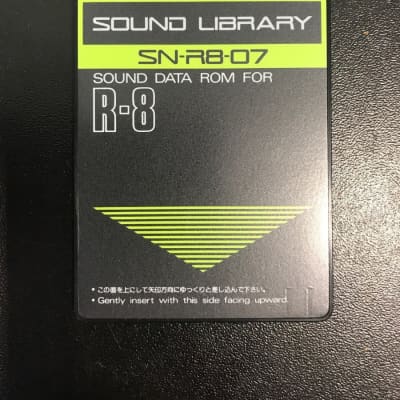 SOUND LIBRARY
SN-R8-07
SOUND DATA ROM FOR
R-8
• この面を上にして矢印方向にゆっくりと差し込んで下さい。
• Gently insert with this side facing upward.